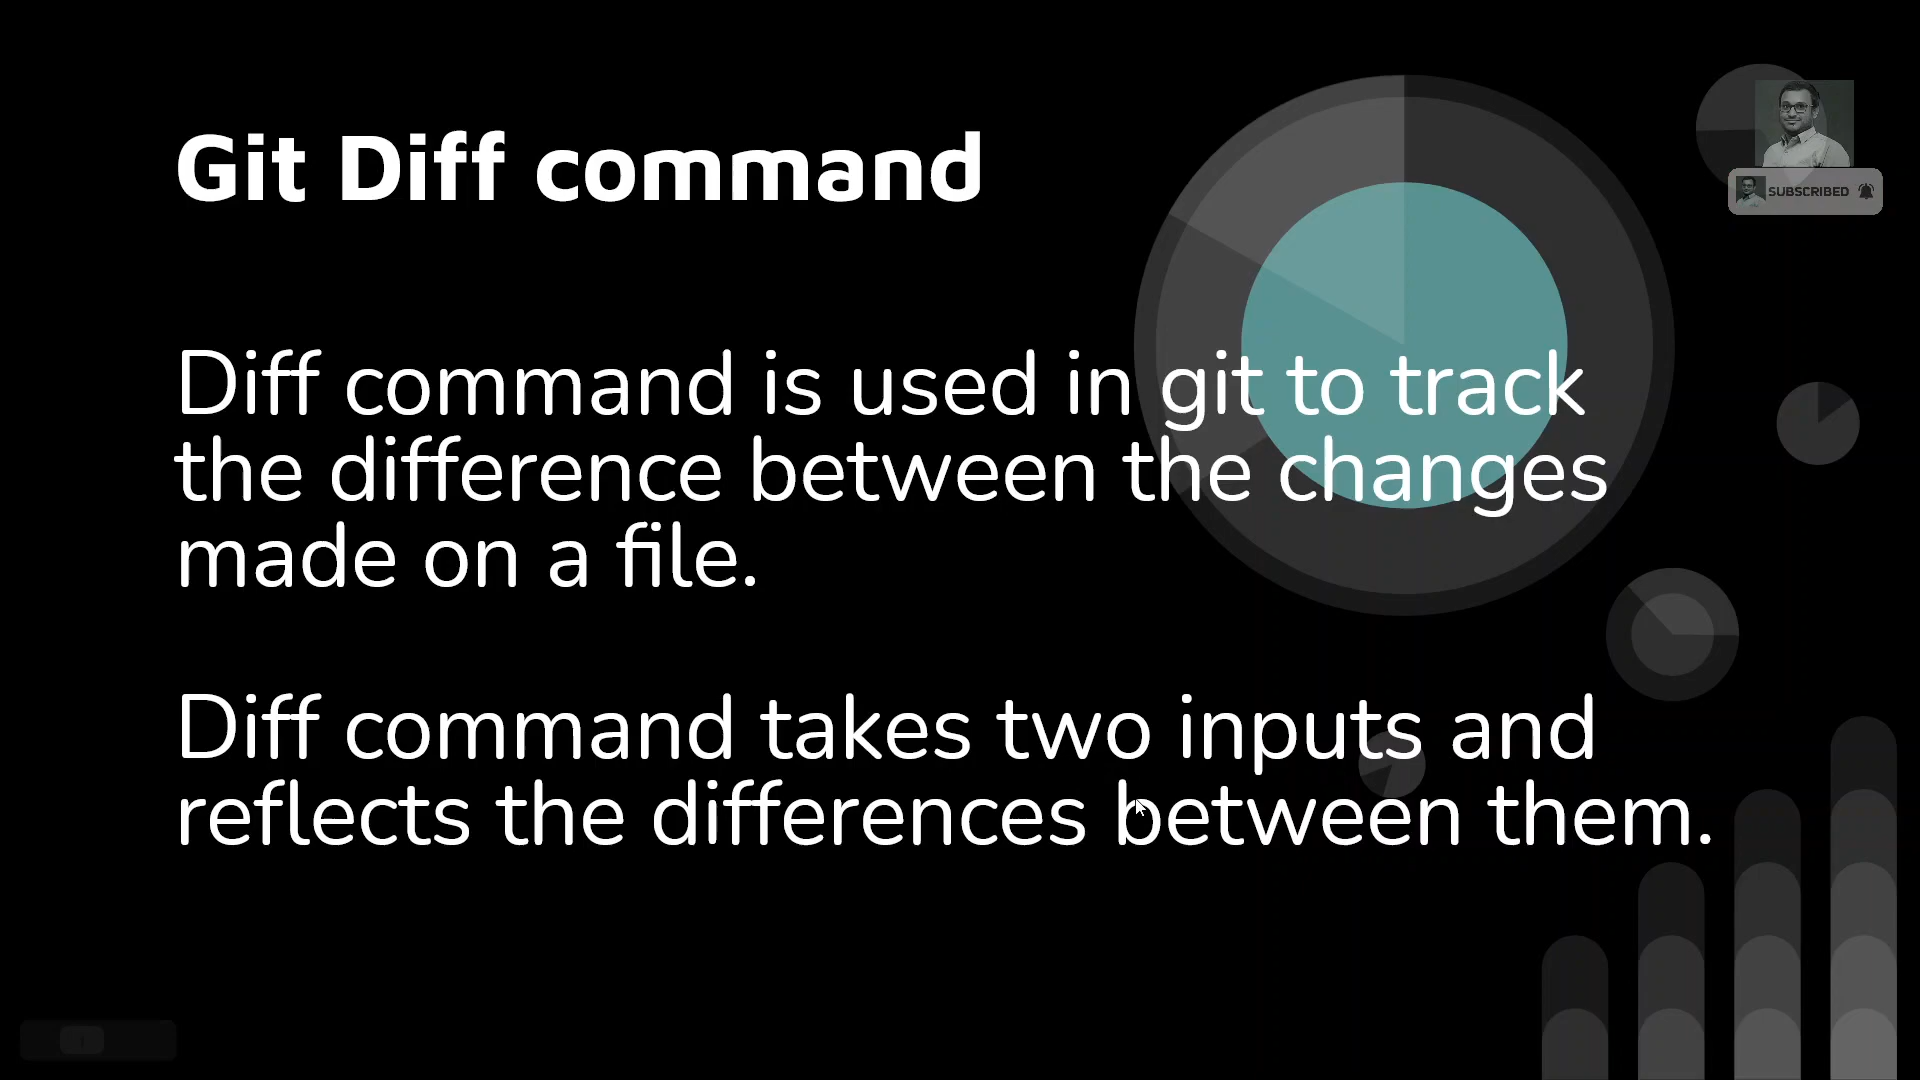 Git Diff command
SUBSCRIBED
Diff command is used in git to track
the difference between the changes
made on a file.
Diff command takes two inputs and
reflects the differences between them.